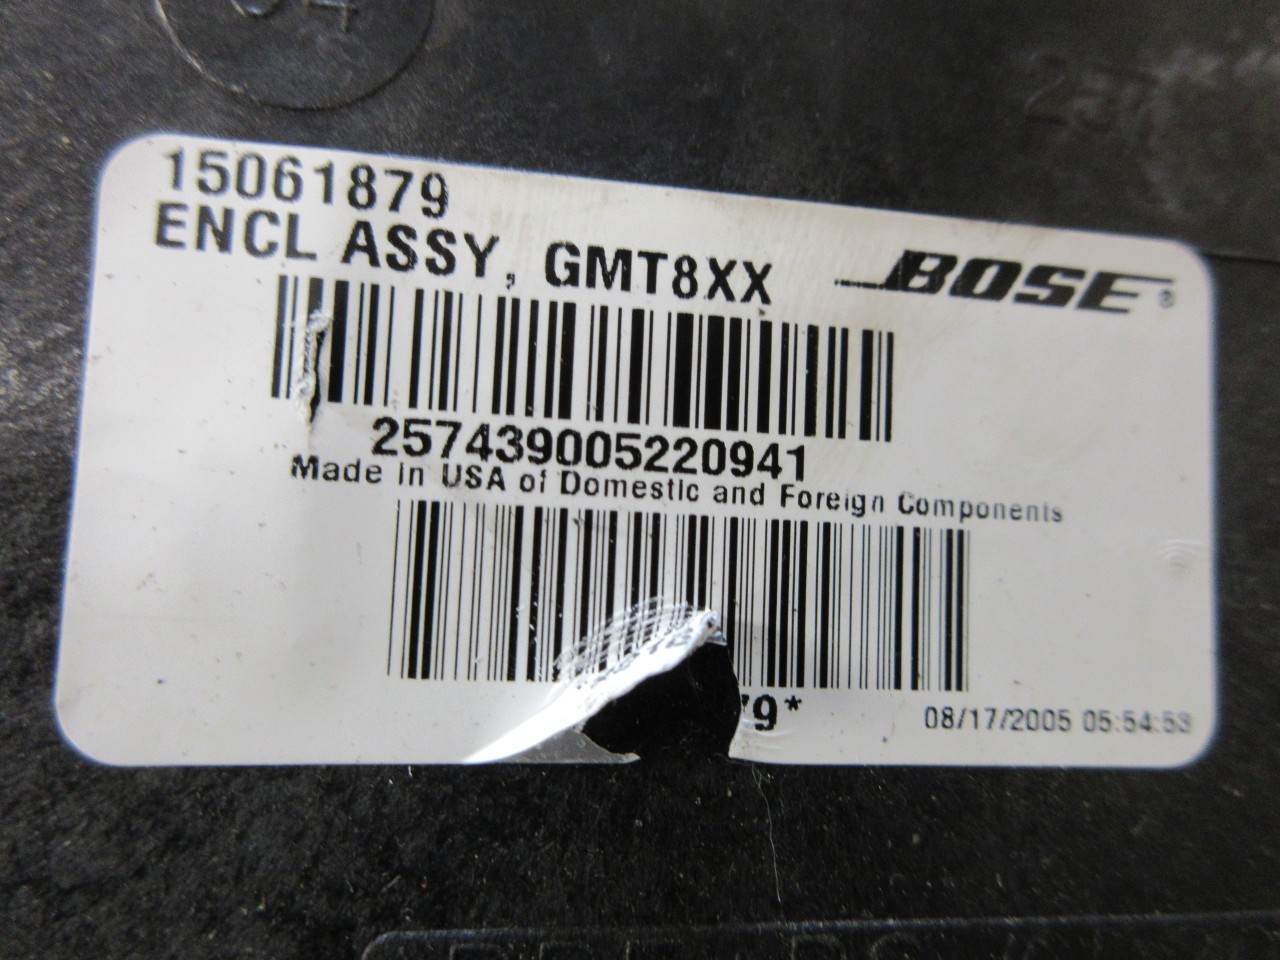 15061879
ENCL ASSY, GMT8XX
BOSE®
257439005220941
Made in USA of Domestic and Foreign Components
79*
08/17/2005 05:54:53